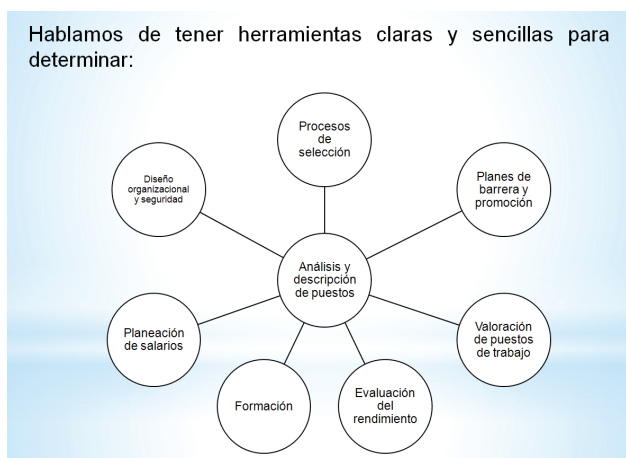 Hablamos de tener herramientas claras y sencillas para
determinar:
Procesos
de
selección
Diseño
organizacional
y seguridad
Planes de
barrera y
promoción
Análisis y
descripción
de puestos
Planeación
de salarios
Valoración
de puestos
de trabajo
Formación
Evaluación
del
rendimiento